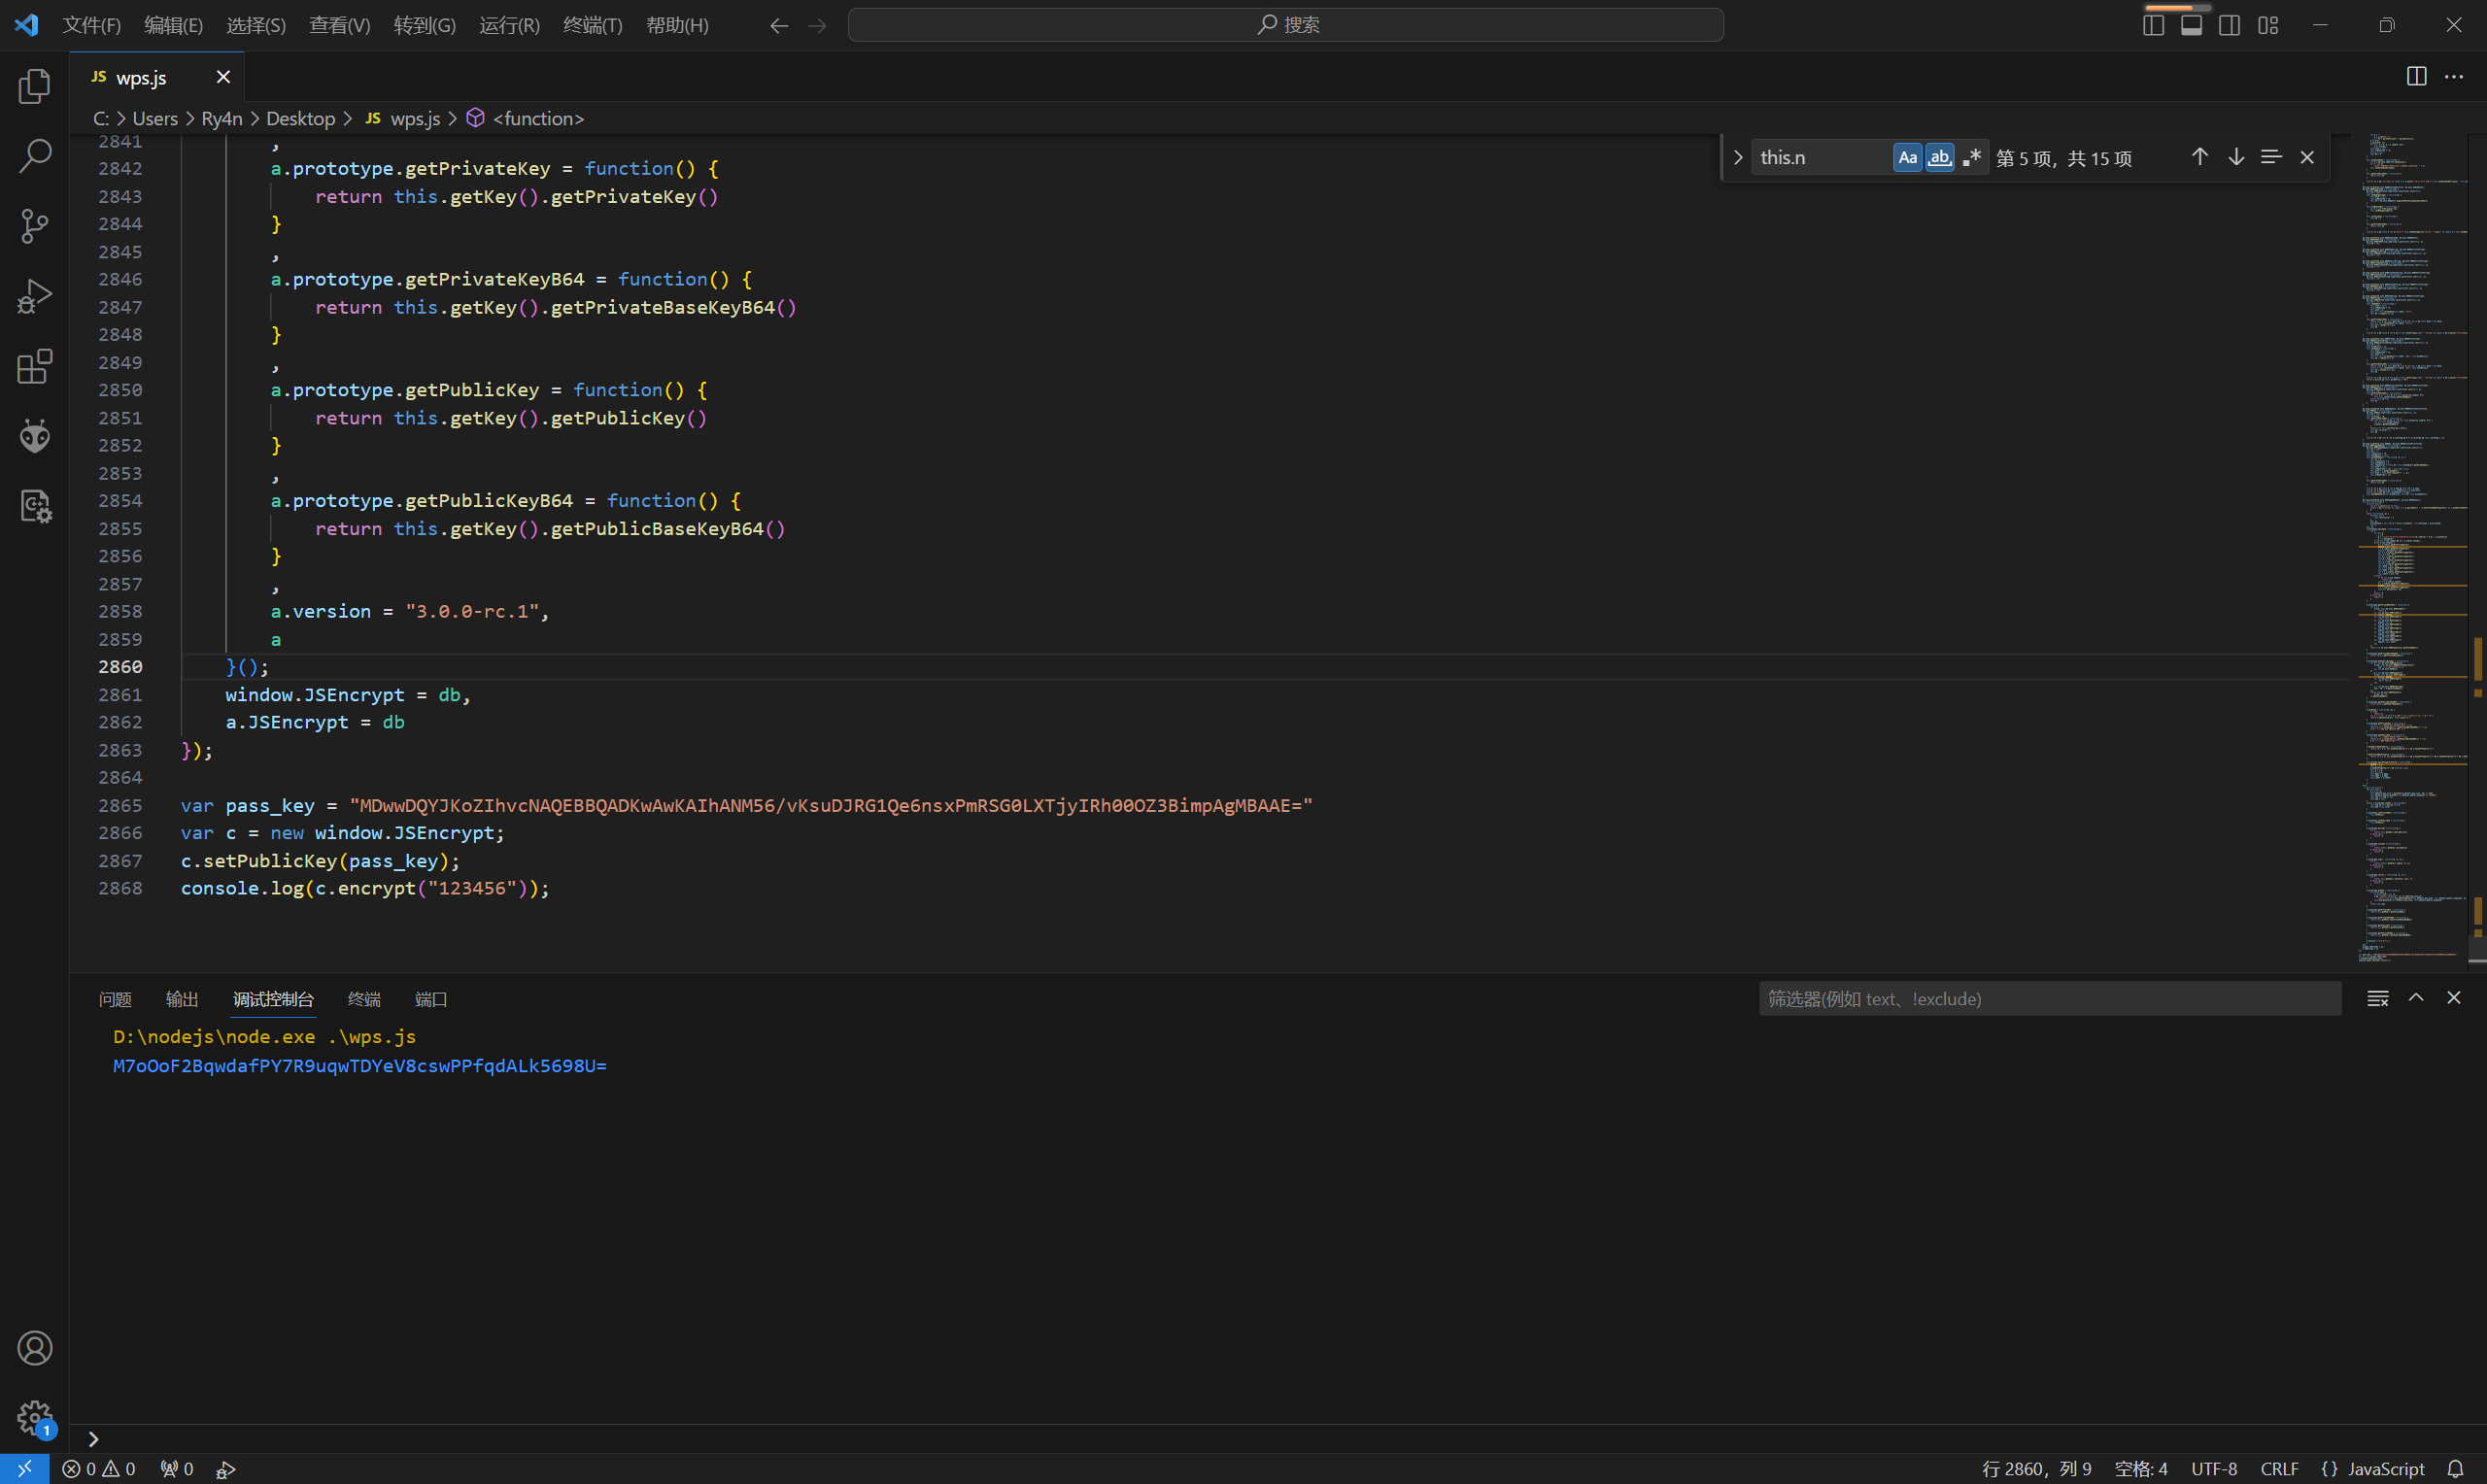 文件(F) 编辑(E) 选择(S) 查看(V) 转到(G) 运行(R) 终端(T) 帮助(H) 搜索
JS wps.js
C: > Users > Ry4n > Desktop > JS wps.js > <function>
this.n Aa ab .* 第 5 项，共 15 项
2841 ,
2842 a.prototype.getPrivateKey = function() {
2843 return this.getKey().getPrivateKey()
2844 }
2845 ,
2846 a.prototype.getPrivateKeyB64 = function() {
2847 return this.getKey().getPrivateBaseKeyB64()
2848 }
2849 ,
2850 a.prototype.getPublicKey = function() {
2851 return this.getKey().getPublicKey()
2852 }
2853 ,
2854 a.prototype.getPublicKeyB64 = function() {
2855 return this.getKey().getPublicBaseKeyB64()
2856 }
2857 ,
2858 a.version = "3.0.0-rc.1",
2859 a
2860 }();
2861 window.JSEncrypt = db,
2862 a.JSEncrypt = db
2863 });
2864
2865 var pass_key = "MDwwDQYJKoZIhvcNAQEBBQADKwAwKAIhANM56/vKsuDJRG1Qe6nsxPmRSG0LXTjyIRh00OZ3BimpAgMBAAE="
2866 var c = new window.JSEncrypt;
2867 c.setPublicKey(pass_key);
2868 console.log(c.encrypt("123456"));
问题 输出 调试控制台 终端 端口 筛选器(例如 text、!exclude)
D:\nodejs\node.exe .\wps.js
M7oOoF2BqwdafPY7R9uqwTDYeV8cswPPfqdALk5698U=
1
0 0 0 行 2860，列 9 空格: 4 UTF-8 CRLF {} JavaScript